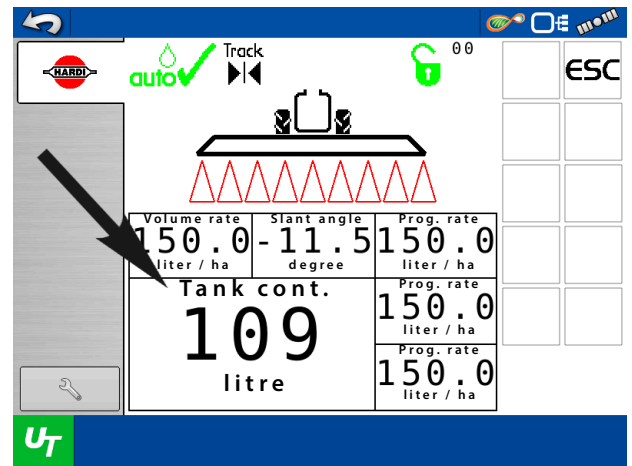 HARDI
auto
Track
00
ESC
Volume rate
150.0
liter / ha
Slant angle
-11.5
degree
Prog. rate
150.0
liter / ha
Tank cont.
109
litre
Prog. rate
150.0
liter / ha
Prog. rate
150.0
liter / ha
UT